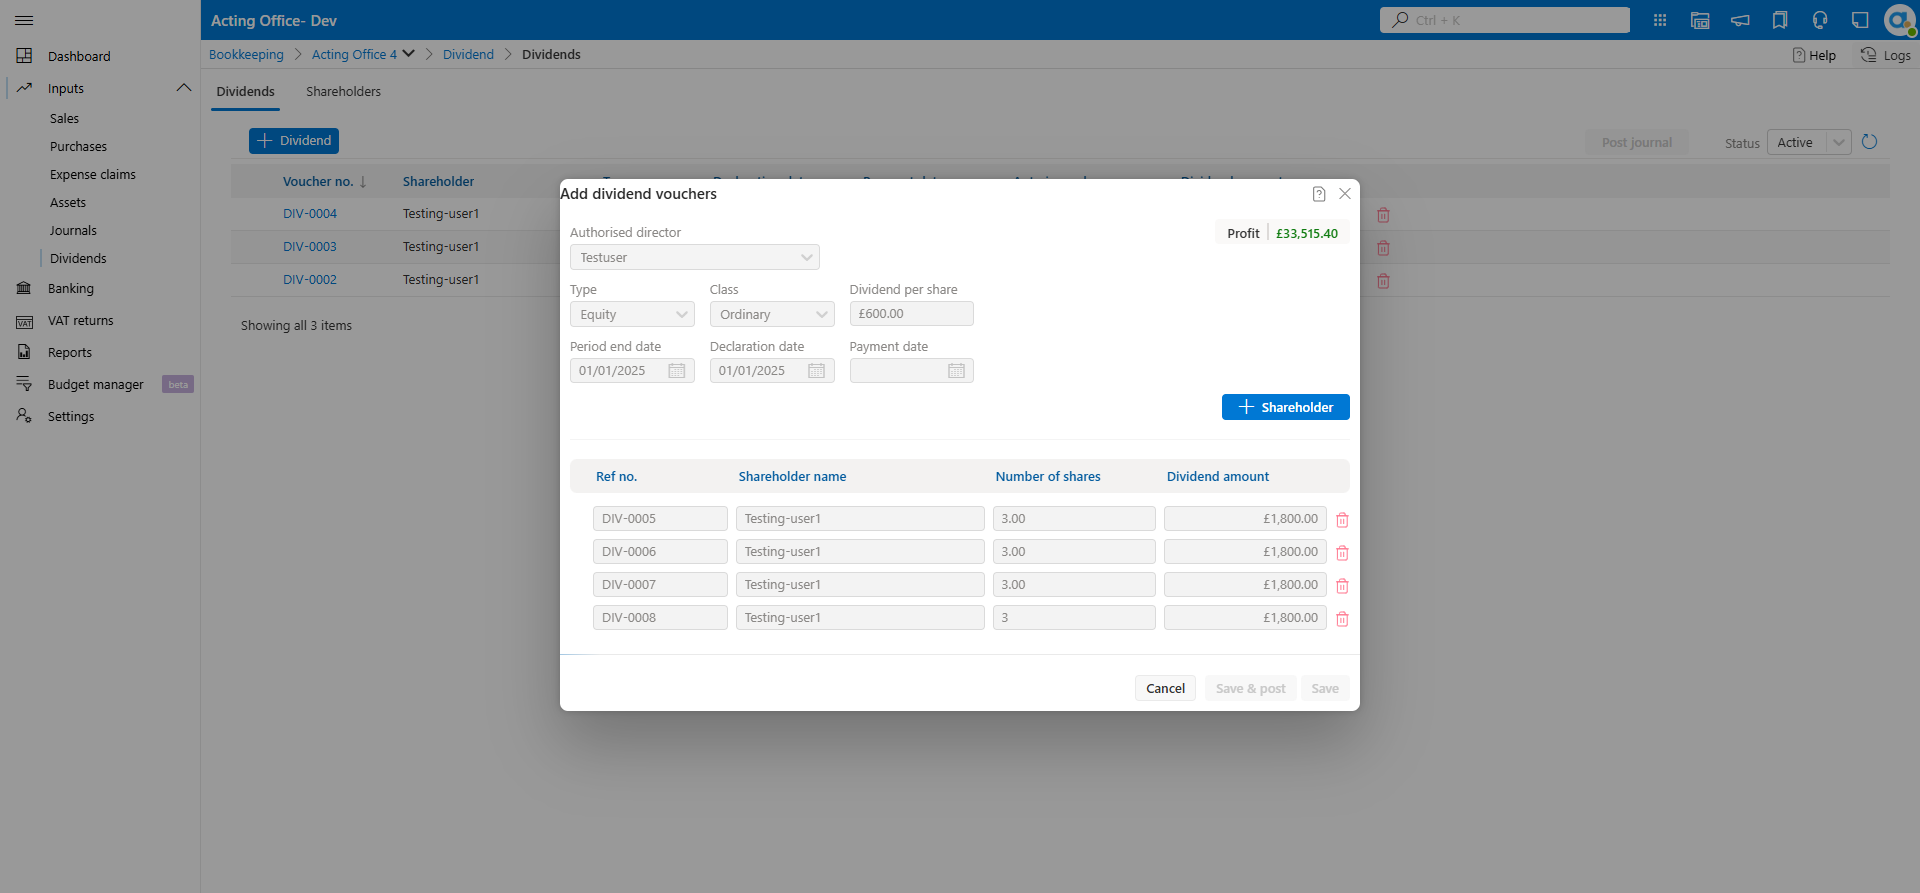 Acting Office- Dev
Ctrl + K
Bookkeeping
Acting Office 4
Dividend
Dividends
Help
Logs
Dashboard
Inputs
Sales
Purchases
Expense claims
Assets
Journals
Dividends
Banking
VAT returns
Reports
Budget manager
beta
Settings
Dividends
Shareholders
Dividend
Post journal
Status
Active
Voucher no.
Shareholder
DIV-0004
Testing-user1
DIV-0003
Testing-user1
DIV-0002
Testing-user1
Showing all 3 items
Add dividend vouchers
Authorised director
Testuser
Profit
£33,515.40
Type
Class
Dividend per share
Equity
Ordinary
£600.00
Period end date
Declaration date
Payment date
01/01/2025
01/01/2025
Shareholder
Ref no.
Shareholder name
Number of shares
Dividend amount
DIV-0005
Testing-user1
3.00
£1,800.00
DIV-0006
Testing-user1
3.00
£1,800.00
DIV-0007
Testing-user1
3.00
£1,800.00
DIV-0008
Testing-user1
3
£1,800.00
Cancel
Save & post
Save